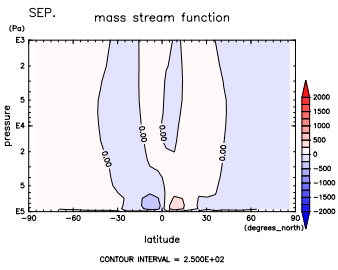 SEP.
mass stream function
(Pa)
E3
2
5
E4
2
5
E5
pressure
0.00
0.00
0.00
0.00
-90
-60
-30
0
30
60
90
(degrees_north)
latitude
2000
1500
1000
500
0
-500
-1000
-1500
-2000
CONTOUR INTERVAL = 2.500E+02